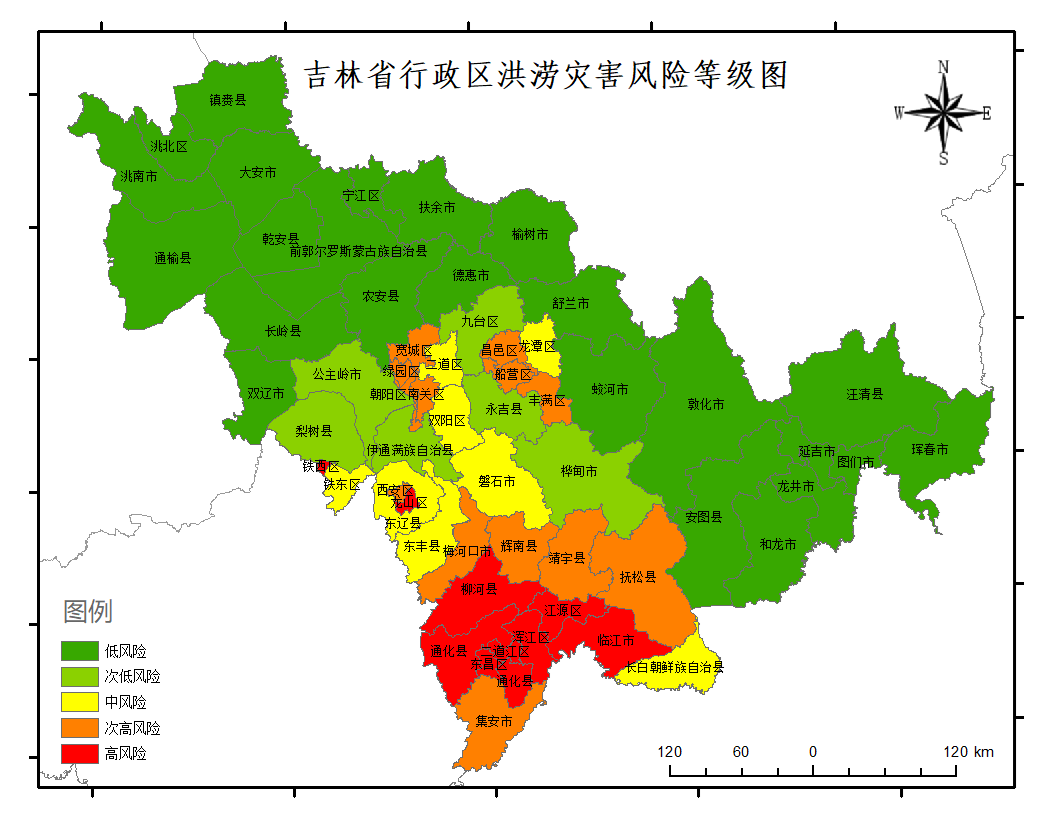 吉林省行政区洪涝灾害风险等级图
N
W
E
S
镇赉县
洮北区
洮南市
大安市
宁江区
扶余市
榆树市
乾安县
前郭尔罗斯蒙古族自治县
通榆县
德惠市
农安县
舒兰市
长岭县
九台区
宽城区
二道区
昌邑区
龙潭区
绿园区
船营区
公主岭市
双辽市
朝阳区
南关区
永吉县
丰满区
蛟河市
敦化市
汪清县
梨树县
双阳区
伊通满族自治县
延吉市
图们市
珲春市
铁西区
铁东区
磐石市
桦甸市
龙井市
西安区
龙山区
东辽县
安图县
和龙市
东丰县
梅河口市
辉南县
靖宇县
抚松县
柳河县
江源区
浑江区
临江市
通化县
二道江区
东昌区
通化县
长白朝鲜族自治县
集安市
图例
低风险
次低风险
中风险
次高风险
高风险
120 60 0 120 km